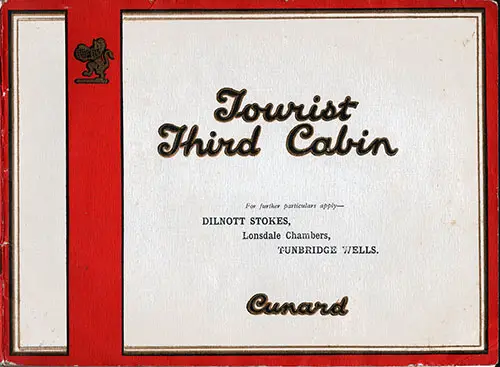 Tourist
Third Cabin
For further particulars apply—
DILNOTT STOKES,
Lonsdale Chambers,
TUNBRIDGE WELLS.
Cunard